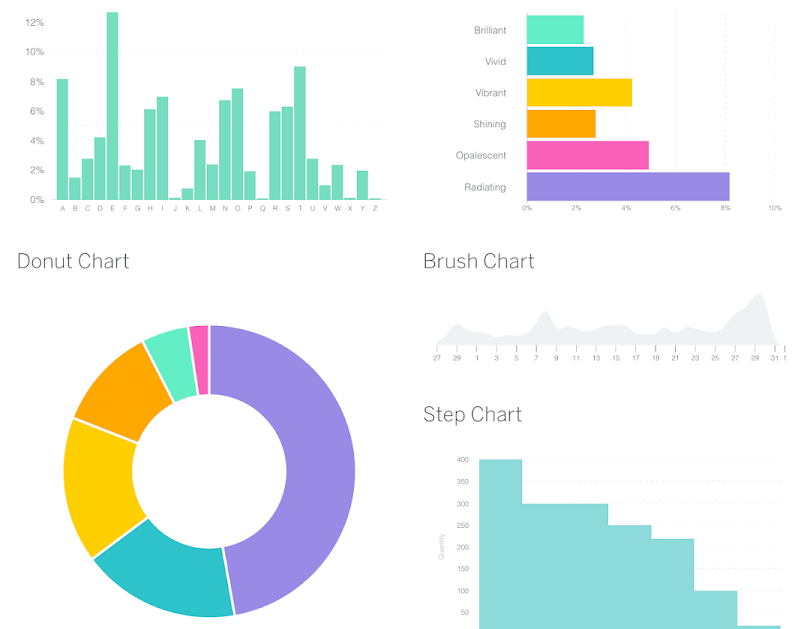 12%
10%
8%
6%
4%
2%
0%
A B C D E F G H I J K L M N O P Q R S T U V W X Y Z
Brilliant
Vivid
Vibrant
Shining
Opalescent
Radiating
0% 2% 4% 6% 8% 10%
Donut Chart
Brush Chart
27 29 1 3 5 7 9 11 13 15 17 19 21 23 25 27 29 31 1
Step Chart
400
350
300
250
200
150
100
50
Quantity